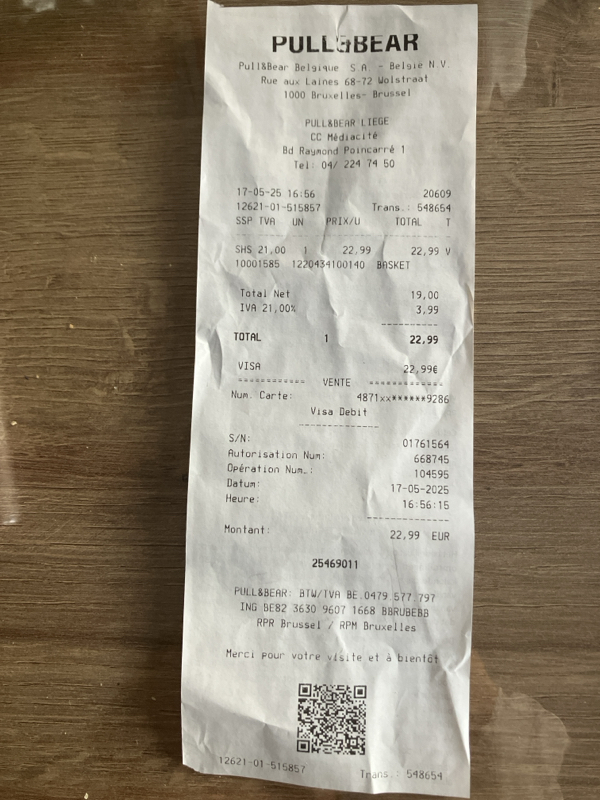 PULL&BEAR
Pull&Bear Belgique S A - Belgie N.V.
Rue aux Laines 68-72 Wolstraat
1000 Bruxelles- Brussel
PULL&BEAR LIEGE
CC Médiacité
Bd Raymond Poincarré 1
Tel: 04/ 224 74 50
17-05-25 16:56 20609
12621-01-515857 Trans.: 548654
SSP TVA UN PRIX/U TOTAL T
SHS 21,00 1 22,99 22,99 V
10001585 1220434100140 BASKET
Total Net 19,00
IVA 21,00% 3,99
TOTAL 1 22,99
VISA 22,99€
============ VENTE ============
Num. Carte: 4871xx******9286
Visa Debit
S/N: 01761564
Autorisation Num: 668745
Opération Num.: 104595
Datum: 17-05-2025
Heure: 16:56:15
Montant: 22,99 EUR
25469011
PULL&BEAR: BTW/TVA BE.0479.577.797
ING BE82 3630 9607 1668 BBRUBEBB
RPR Brussel / RPM Bruxelles
Merci pour votre visite et à bientôt
12621-01-515857 Trans.: 548654